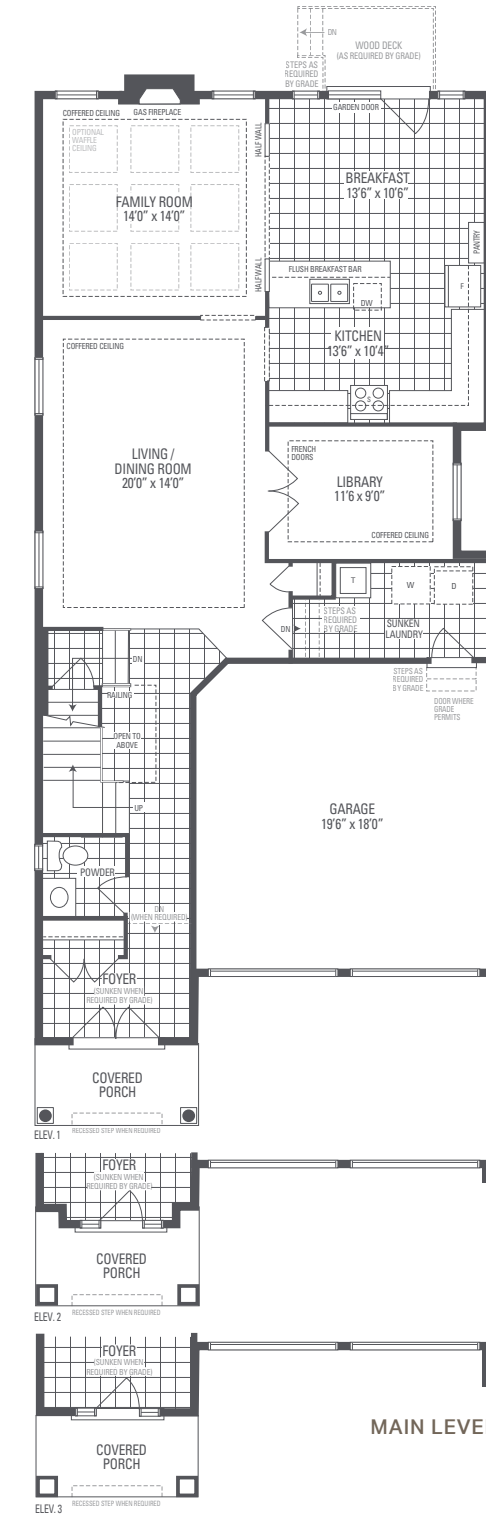 DN
WOOD DECK
(AS REQUIRED BY GRADE)
STEPS AS
REQUIRED
BY GRADE
COFFERED CEILING
GAS FIREPLACE
GARDEN DOOR
OPTIONAL
WAFFLE
CEILING
HALF WALL
FAMILY ROOM
14'0" x 14'0"
BREAKFAST
13'6" x 10'6"
PANTRY
HALFWALL
FLUSH BREAKFAST BAR
F
DW
KITCHEN
13'6" x 10'4"
COFFERED CEILING
S
LIVING /
DINING ROOM
20'0" x 14'0"
FRENCH
DOORS
LIBRARY
11'6 x 9'0"
COFFERED CEILING
T
W
D
STEPS AS
REQUIRED
BY GRADE
DN
SUNKEN
LAUNDRY
DN
STEPS AS
REQUIRED
BY GRADE
RAILING
DOOR WHERE
GRADE
PERMITS
OPEN TO
ABOVE
UP
GARAGE
19'6" x 18'0"
POWDER
DN
(WHEN REQUIRED)
FOYER
(SUNKEN WHEN
REQUIRED BY GRADE)
COVERED
PORCH
RECESSED STEP WHEN REQUIRED
ELEV. 1
FOYER
(SUNKEN WHEN
REQUIRED BY GRADE)
COVERED
PORCH
RECESSED STEP WHEN REQUIRED
ELEV. 2
FOYER
(SUNKEN WHEN
REQUIRED BY GRADE)
MAIN LEVE
COVERED
PORCH
RECESSED STEP WHEN REQUIRED
ELEV. 3